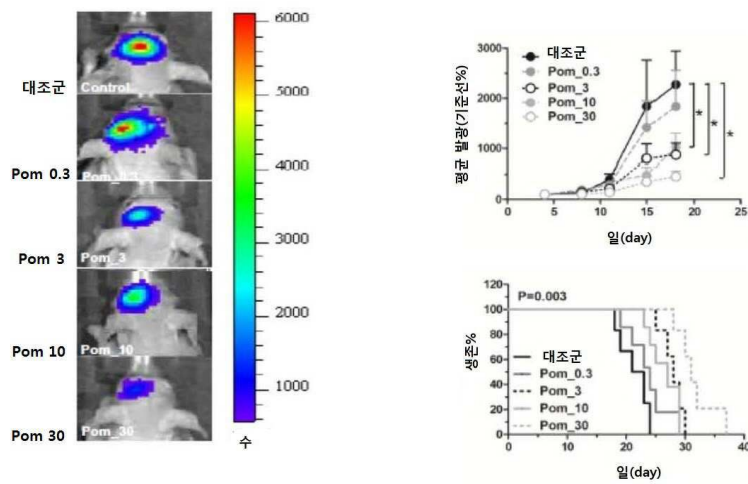 대조군
Pom 0.3
Pom 3
Pom 10
Pom 30
Control
Pom_3
Pom_10
Pom_30
6000
5000
4000
3000
2000
1000
수
평균 발광(기준선%)
3000
2000
1000
0
대조군
Pom_0.3
Pom_3
Pom_10
Pom_30
*
*
*
0 5 10 15 20 25
일(day)
생존%
120
100
80
60
40
20
0
P=0.003
대조군
Pom_0.3
Pom_3
Pom_10
Pom_30
0 10 20 30 40
일(day)